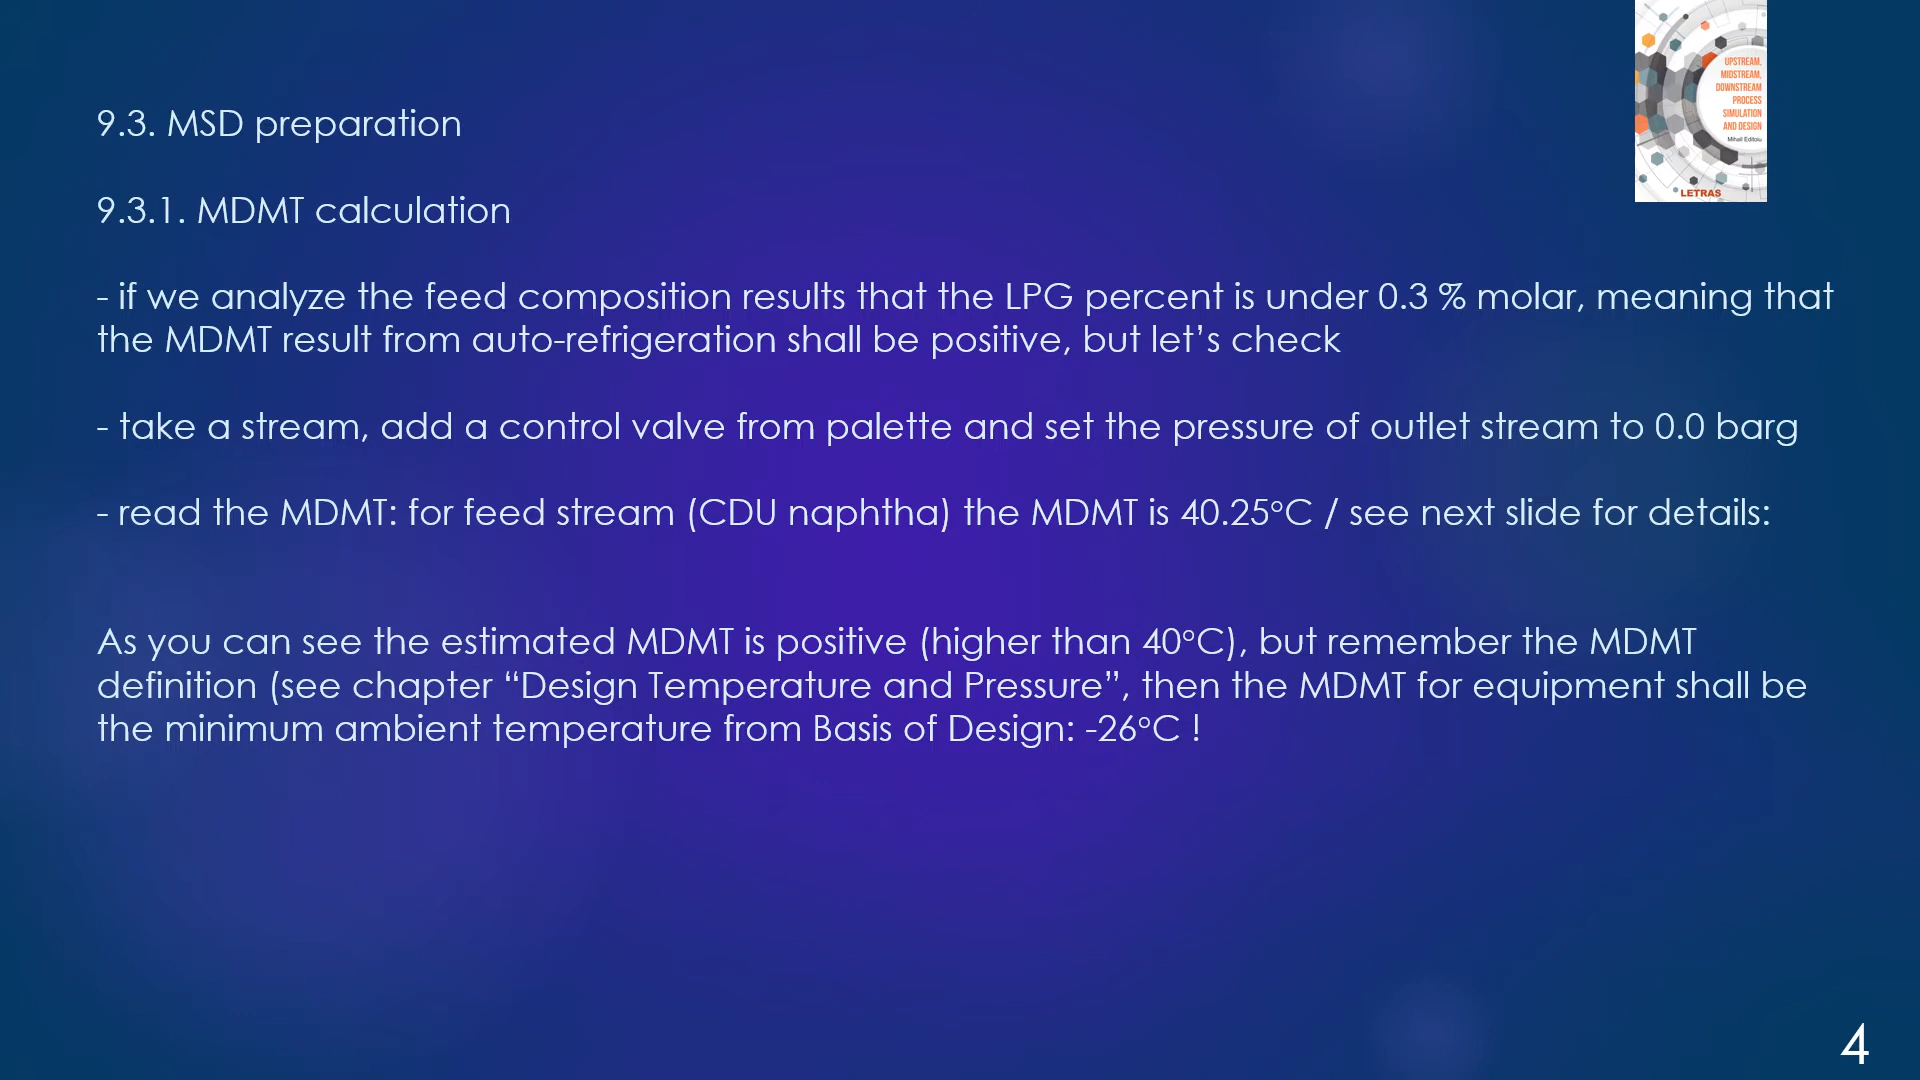 UPSTREAM,
MIDSTREAM,
DOWNSTREAM
PROCESS
SIMULATION
AND DESIGN
Mihail Editoiu
LETRAS
9.3. MSD preparation
9.3.1. MDMT calculation
- if we analyze the feed composition results that the LPG percent is under 0.3 % molar, meaning that
the MDMT result from auto-refrigeration shall be positive, but let’s check
- take a stream, add a control valve from palette and set the pressure of outlet stream to 0.0 barg
- read the MDMT: for feed stream (CDU naphtha) the MDMT is 40.25°C / see next slide for details:
As you can see the estimated MDMT is positive (higher than 40°C), but remember the MDMT
definition (see chapter “Design Temperature and Pressure”, then the MDMT for equipment shall be
the minimum ambient temperature from Basis of Design: -26°C !
4